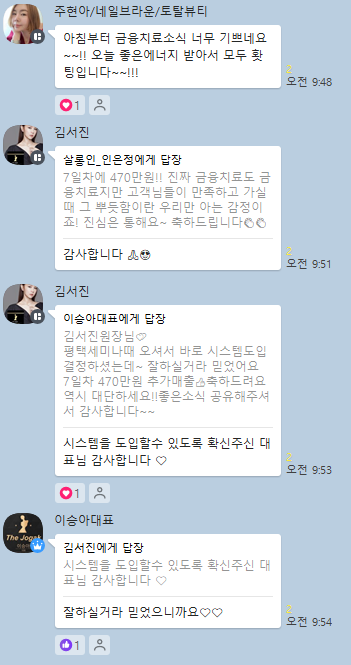 주현아/네일브라운/토탈뷰티
아침부터 금융치료소식 너무 기쁘네요
~~!! 오늘 좋은에너지 받아서 모두 홧
팅입니다~~!!!
2
오전 9:48
1
김서진
살롱인_인은정에게 답장
7일차에 470만원!! 진짜 금융치료도 금
융치료지만 고객님들이 만족하고 가실
때 그 뿌듯함이란 우리만 아는 감정이
죠! 진심은 통해요~ 축하드립니다👏👏
감사합니다 🙏🥹
2
오전 9:51
김서진
이승아대표에게 답장
김서진원장님♡
평택세미나때 오셔서 바로 시스템도입
결정하셨는데~ 잘하실거라 믿었어요
7일차 470만원 추가매출👍축하드려요
역시 대단하세요!!좋은소식 공유해주셔
서 감사합니다~~
시스템을 도입할수 있도록 확신주신 대
표님 감사합니다 ♡
2
오전 9:53
1
The Jogak
이승아대표
김서진에게 답장
시스템을 도입할수 있도록 확신주신 대
표님 감사합니다 ♡
잘하실거라 믿었으니까요♡♡
2
오전 9:54
1